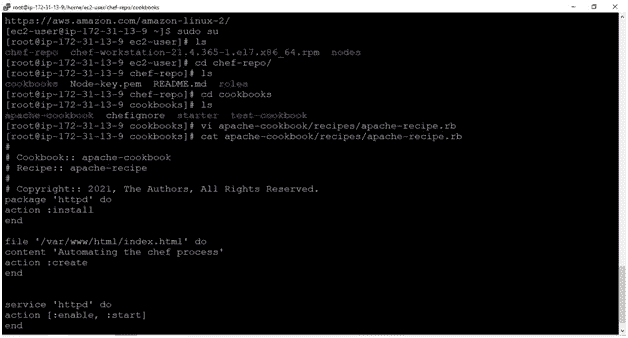 root@ip-172-31-13-9:/home/ec2-user/chef-repo/cookbooks
https://aws.amazon.com/amazon-linux-2/
[ec2-user@ip-172-31-13-9 ~]$ sudo su
[root@ip-172-31-13-9 ec2-user]# ls
chef-repo  chef-workstation-21.4.365-1.el7.x86_64.rpm  nodes
[root@ip-172-31-13-9 ec2-user]# cd chef-repo/
[root@ip-172-31-13-9 chef-repo]# ls
cookbooks  Node-key.pem  README.md  roles
[root@ip-172-31-13-9 chef-repo]# cd cookbooks
[root@ip-172-31-13-9 cookbooks]# ls
apache-cookbook  chefignore  starter  test-cookbook
[root@ip-172-31-13-9 cookbooks]# vi apache-cookbook/recipes/apache-recipe.rb
[root@ip-172-31-13-9 cookbooks]# cat apache-cookbook/recipes/apache-recipe.rb
#
# Cookbook:: apache-cookbook
# Recipe:: apache-recipe
#
# Copyright:: 2021, The Authors, All Rights Reserved.
package 'httpd' do
action :install
end
file '/var/www/html/index.html' do
content 'Automating the chef process'
action :create
end
service 'httpd' do
action [:enable, :start]
end